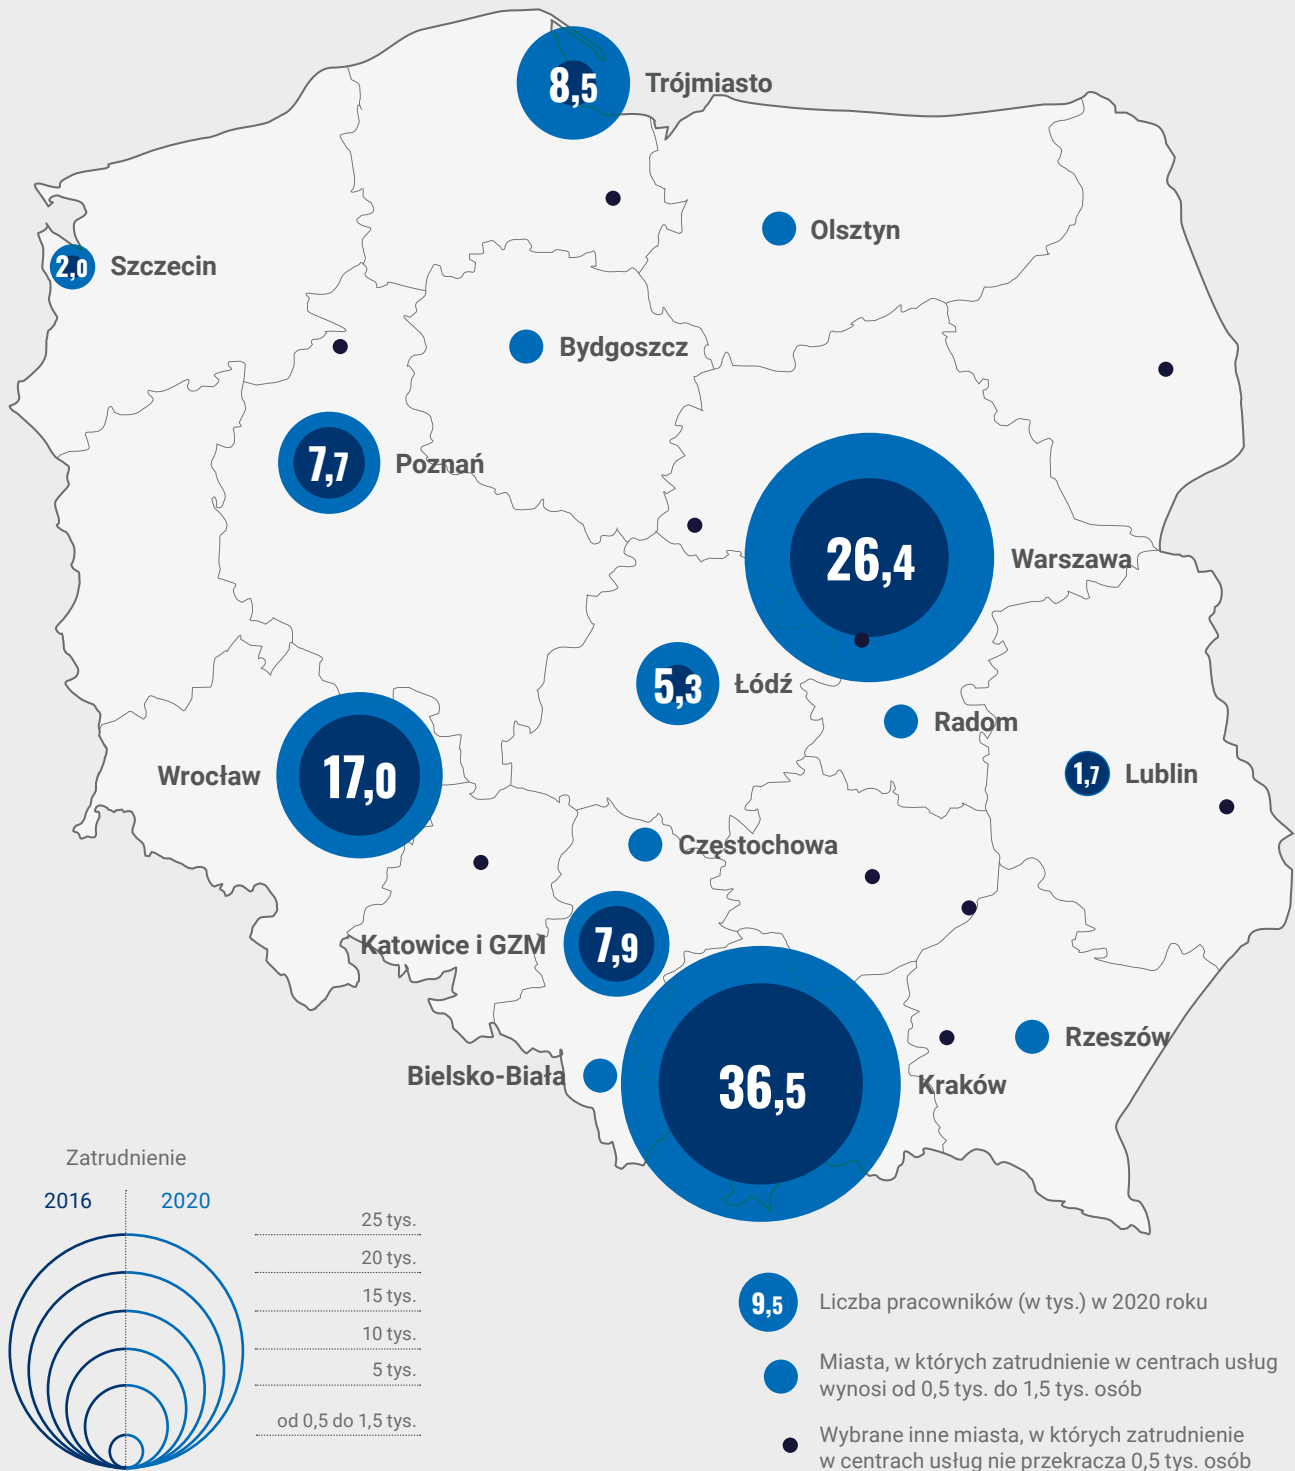 8,5 Trójmiasto
Olsztyn
2,0 Szczecin
Bydgoszcz
7,7 Poznań
26,4 Warszawa
5,3 Łódź
Radom
Wrocław 17,0
1,7 Lublin
Częstochowa
Katowice i GZM 7,9
Rzeszów
Bielsko-Biała
36,5 Kraków
Zatrudnienie
2016 2020
25 tys.
20 tys.
15 tys.
10 tys.
5 tys.
od 0,5 do 1,5 tys.
9,5 Liczba pracowników (w tys.) w 2020 roku
Miasta, w których zatrudnienie w centrach usług
wynosi od 0,5 tys. do 1,5 tys. osób
Wybrane inne miasta, w których zatrudnienie
w centrach usług nie przekracza 0,5 tys. osób